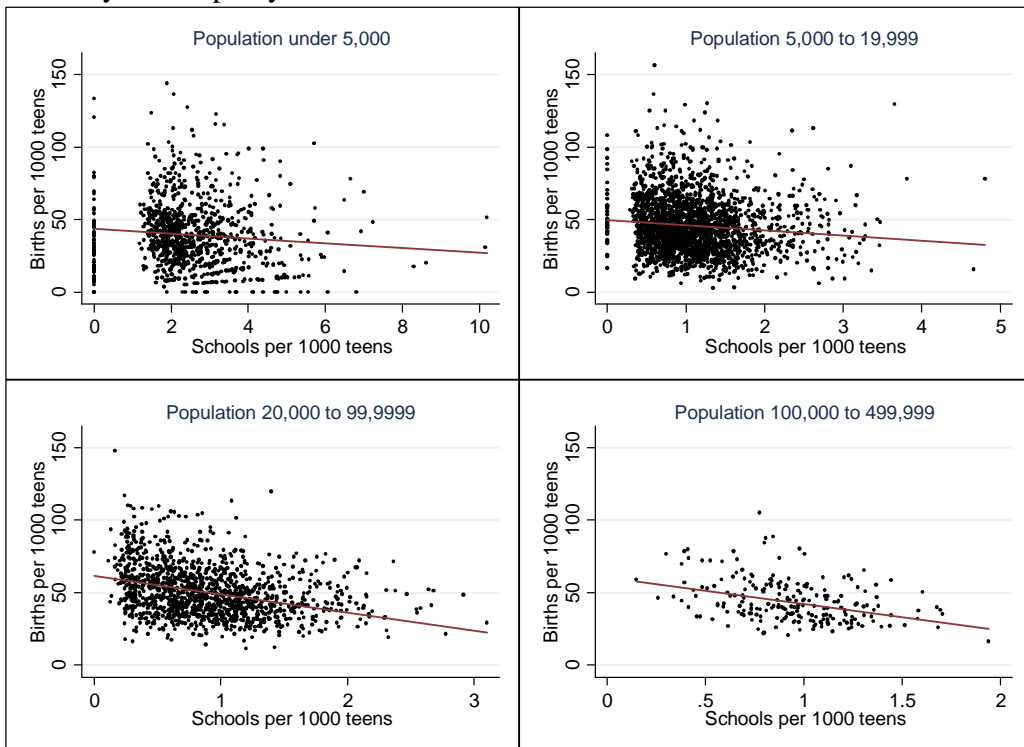 Population under 5,000
Births per 1000 teens
0 50 100 150
0 2 4 6 8 10
Schools per 1000 teens
Population 5,000 to 19,999
Births per 1000 teens
0 50 100 150
0 1 2 3 4 5
Schools per 1000 teens
Population 20,000 to 99,9999
Births per 1000 teens
0 50 100 150
0 1 2 3
Schools per 1000 teens
Population 100,000 to 499,999
Births per 1000 teens
0 50 100 150
0 .5 1 1.5 2
Schools per 1000 teens